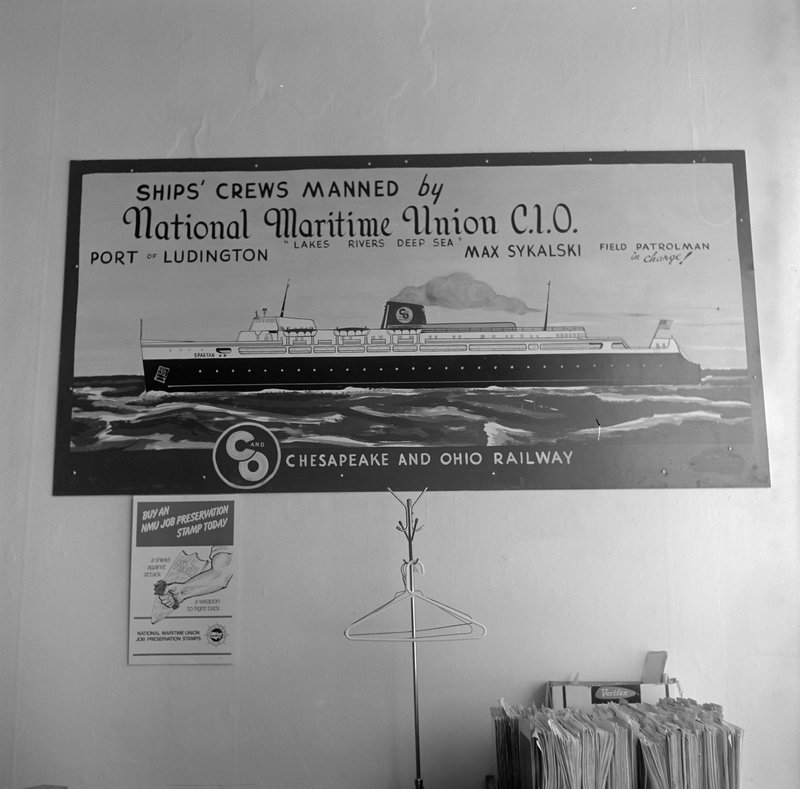 SHIPS' CREWS MANNED by
National Maritime Union C.I.O.
"LAKES RIVERS DEEP SEA"
PORT OF LUDINGTON
MAX SYKALSKI
FIELD PATROLMAN
in charge!
SPARTAN
C AND O
CHESAPEAKE AND OHIO RAILWAY
BUY AN
NMU JOB PRESERVATION
STAMP TODAY
a shield
against
attack
a weapon
to fight back
NATIONAL MARITIME UNION
JOB PRESERVATION STAMPS
Veritan